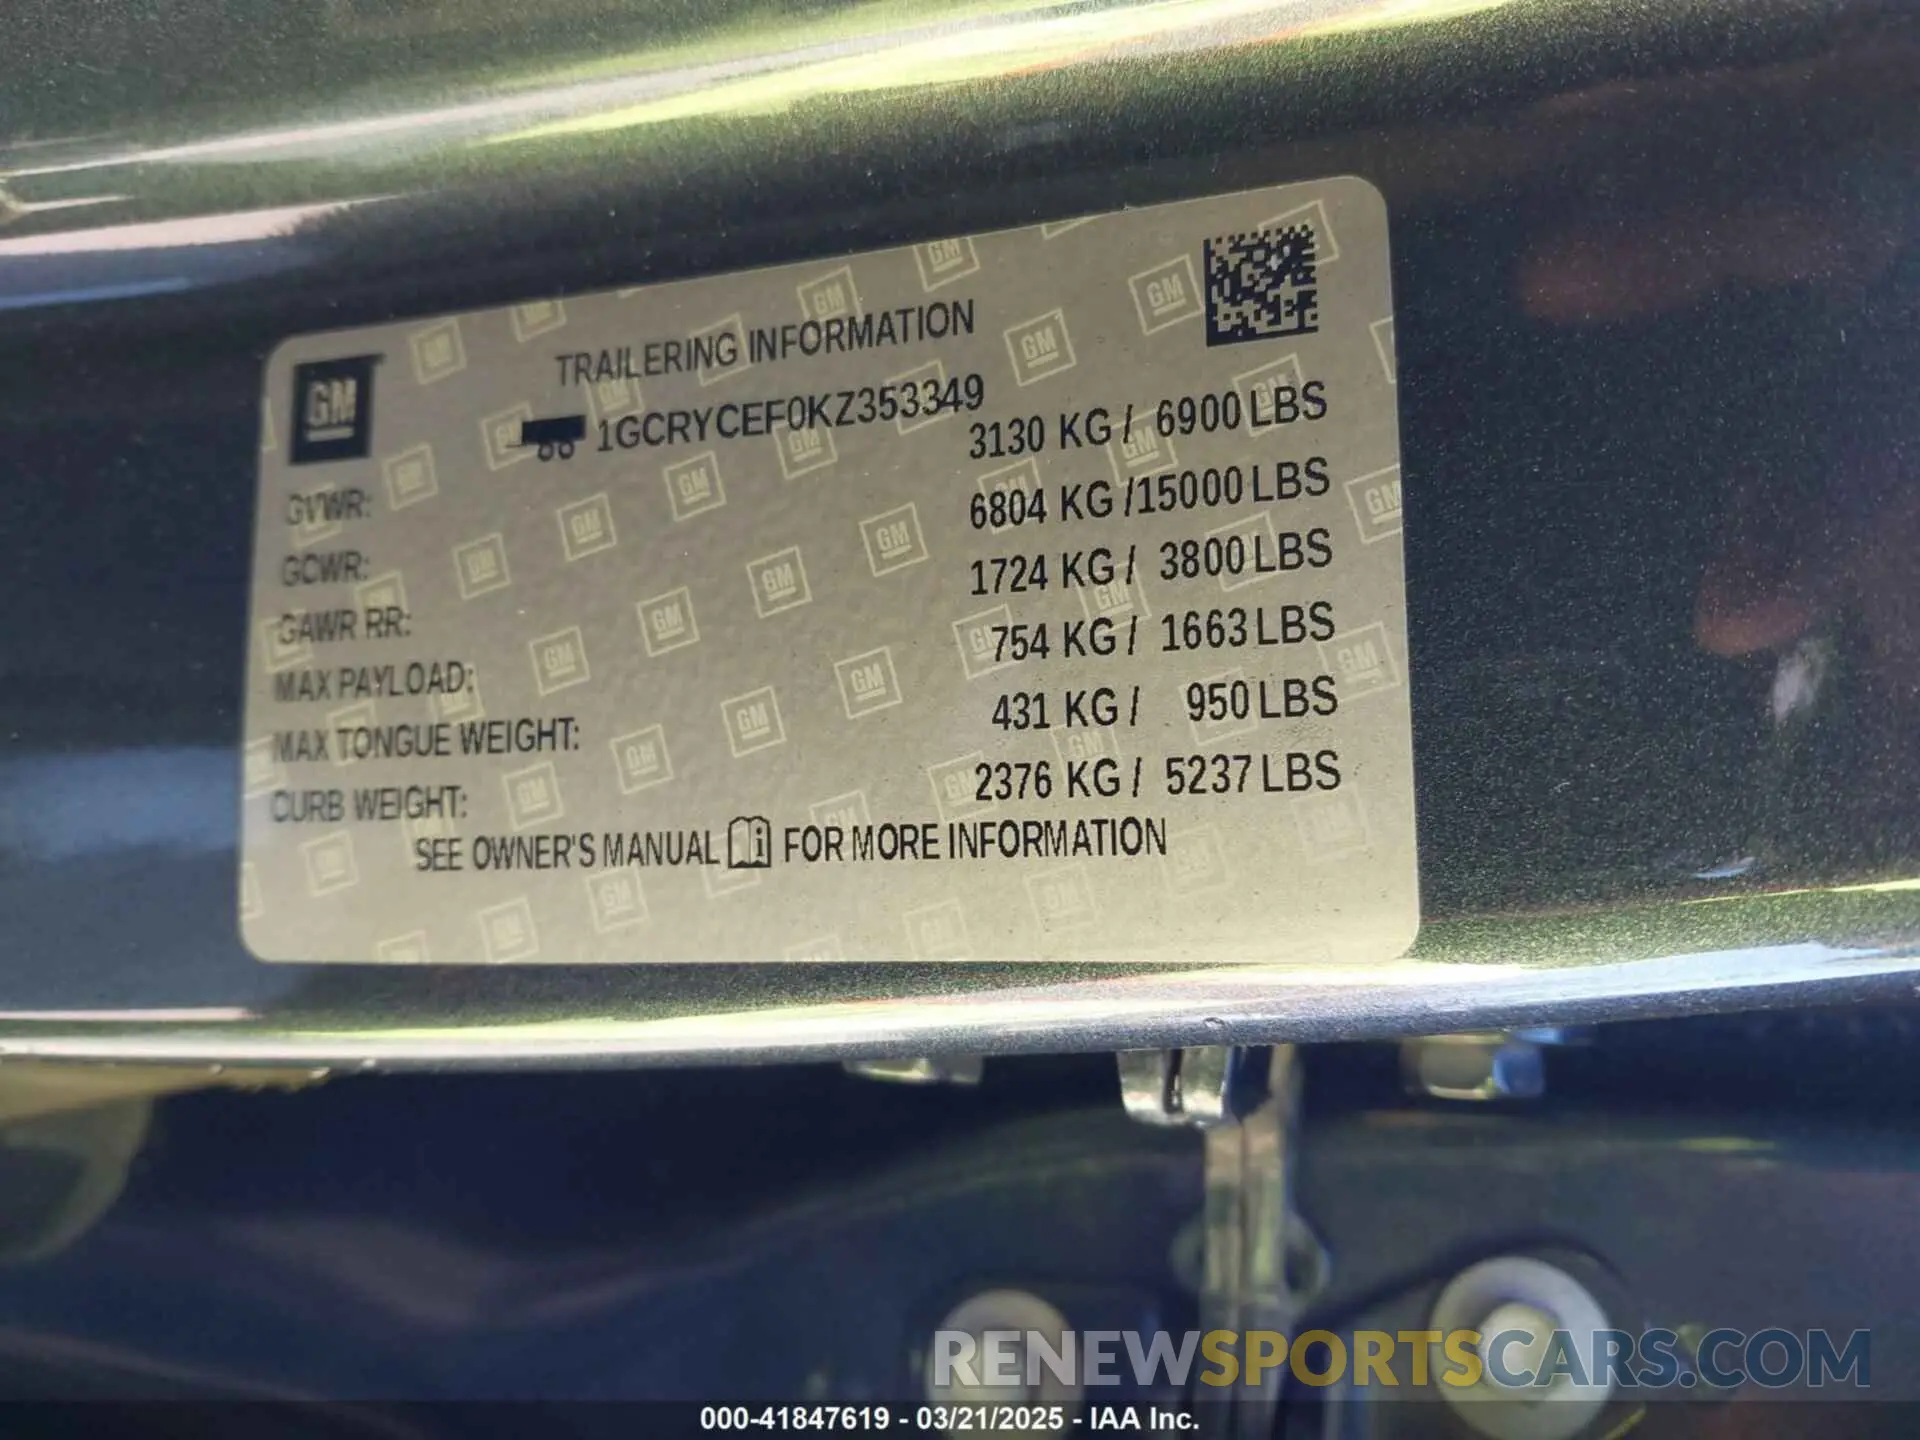 GM
TRAILERING INFORMATION
1GCRYCEF0KZ353349
GVWR: 3130 KG / 6900 LBS
GCWR: 6804 KG /15000 LBS
GAWR RR: 1724 KG / 3800 LBS
MAX PAYLOAD: 754 KG / 1663 LBS
MAX TONGUE WEIGHT: 431 KG / 950 LBS
CURB WEIGHT: 2376 KG / 5237 LBS
SEE OWNER'S MANUAL FOR MORE INFORMATION
RENEWSPORTSCARS.COM
000-41847619 - 03/21/2025 - IAA Inc.